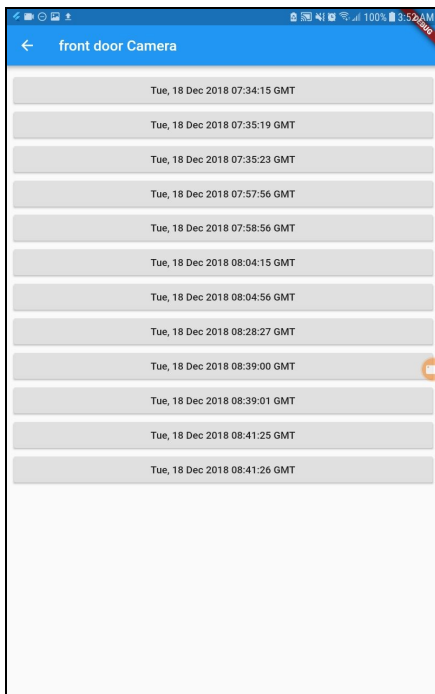 100% 3:52 AM
DEBUG
front door Camera
Tue, 18 Dec 2018 07:34:15 GMT
Tue, 18 Dec 2018 07:35:19 GMT
Tue, 18 Dec 2018 07:35:23 GMT
Tue, 18 Dec 2018 07:57:56 GMT
Tue, 18 Dec 2018 07:58:56 GMT
Tue, 18 Dec 2018 08:04:15 GMT
Tue, 18 Dec 2018 08:04:56 GMT
Tue, 18 Dec 2018 08:28:27 GMT
Tue, 18 Dec 2018 08:39:00 GMT
Tue, 18 Dec 2018 08:39:01 GMT
Tue, 18 Dec 2018 08:41:25 GMT
Tue, 18 Dec 2018 08:41:26 GMT